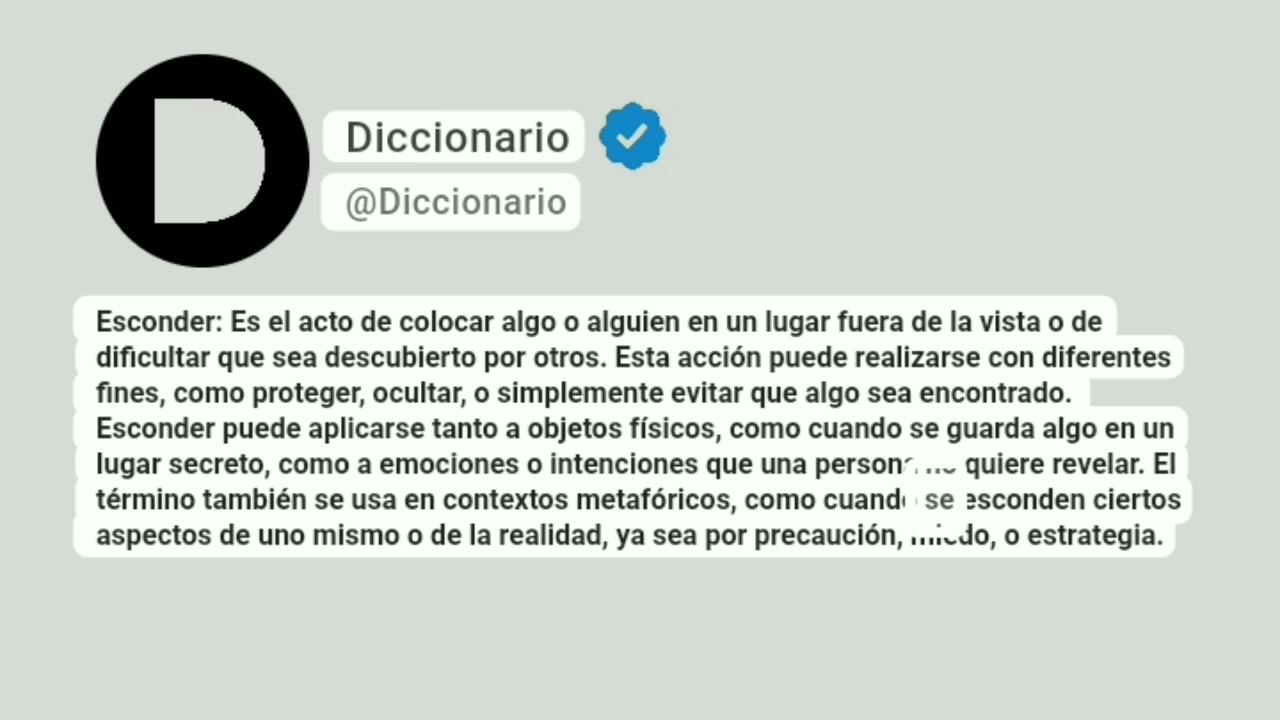 D
Diccionario
@Diccionario
Esconder: Es el acto de colocar algo o alguien en un lugar fuera de la vista o de
dificultar que sea descubierto por otros. Esta acción puede realizarse con diferentes
fines, como proteger, ocultar, o simplemente evitar que algo sea encontrado.
Esconder puede aplicarse tanto a objetos físicos, como cuando se guarda algo en un
lugar secreto, como a emociones o intenciones que una persona quiere revelar. El
término también se usa en contextos metafóricos, como cuando se esconden ciertos
aspectos de uno mismo o de la realidad, ya sea por precaución, o estrategia.